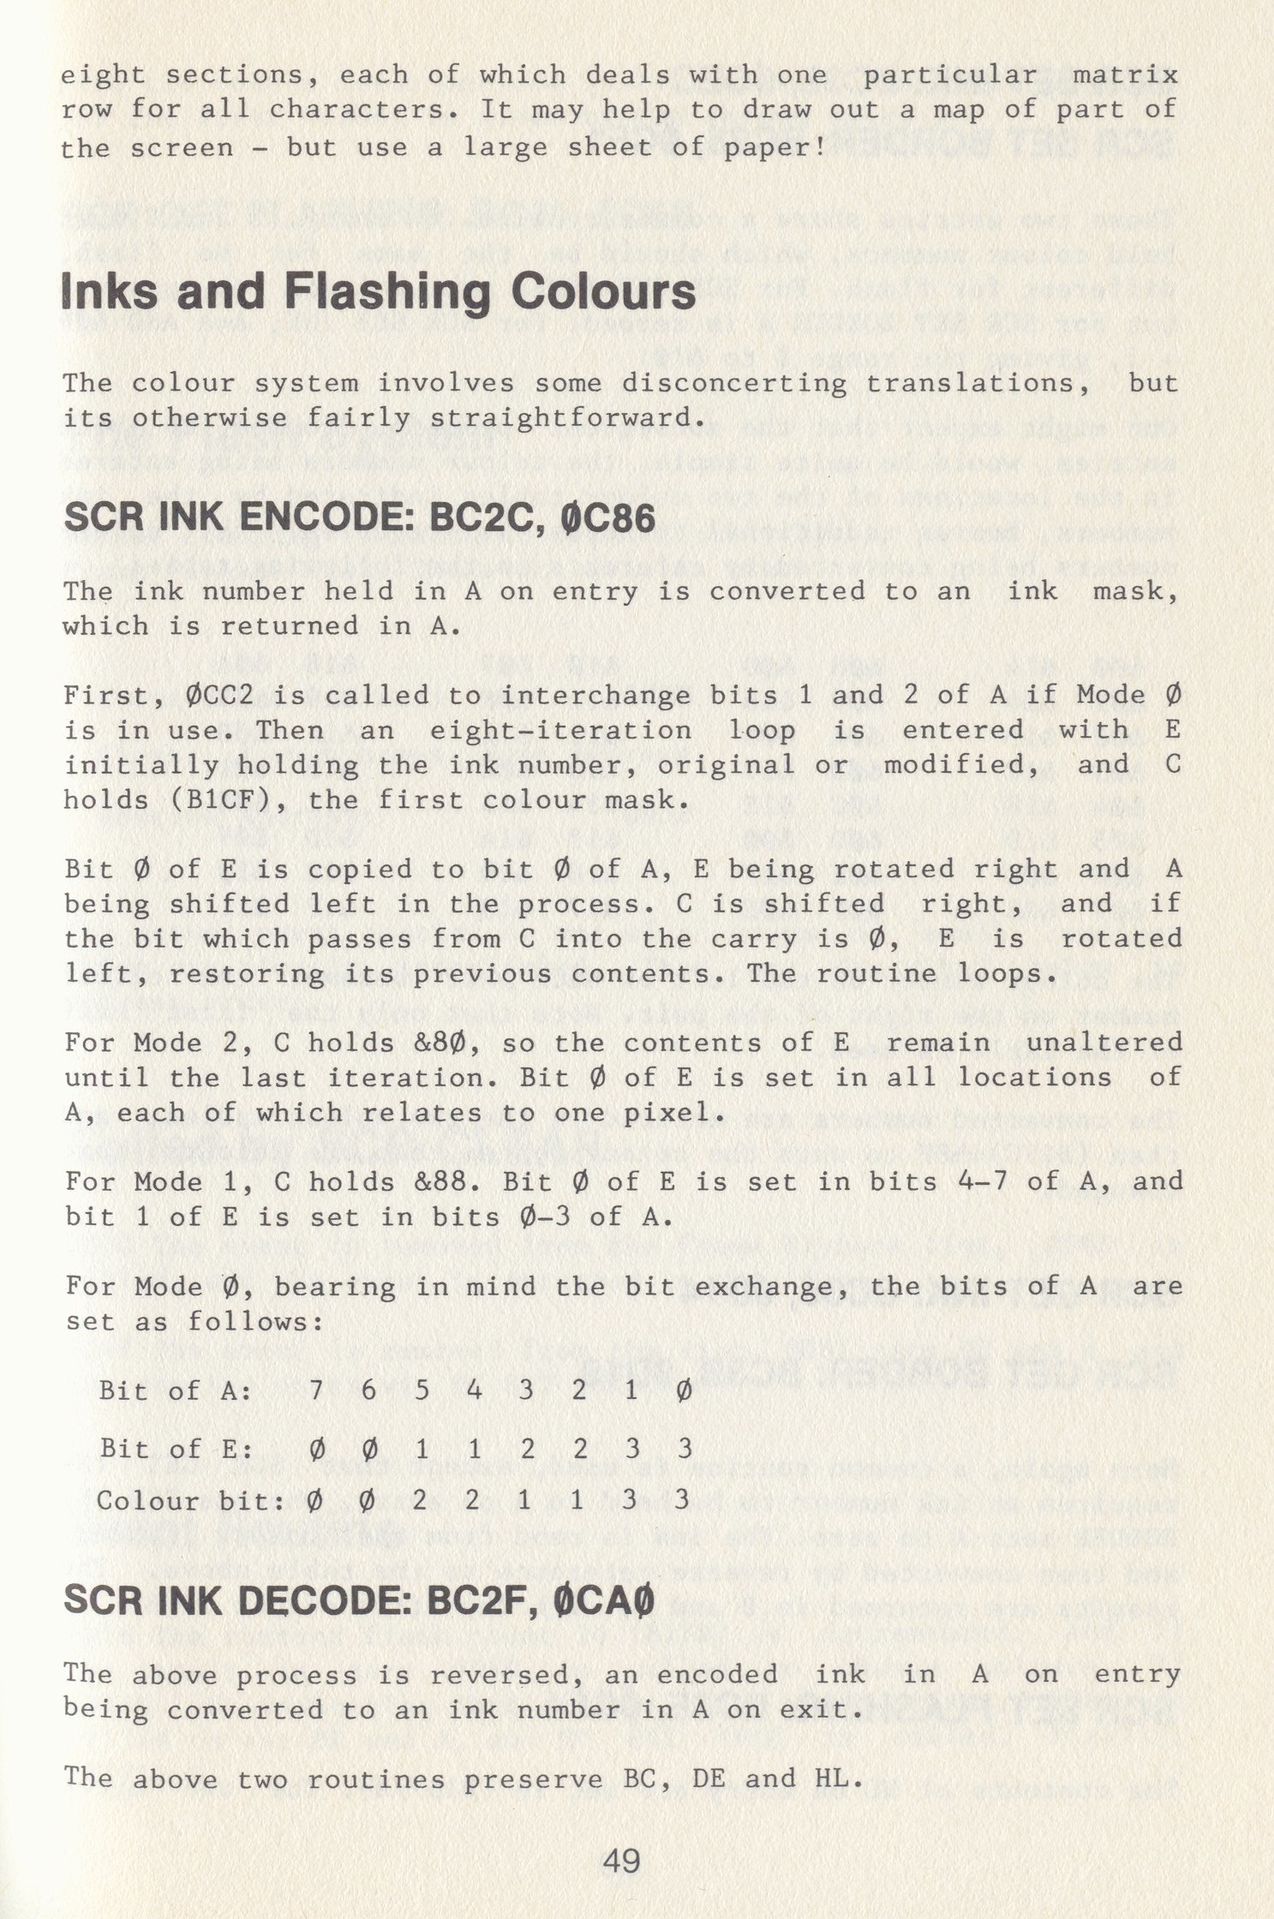 eight sections, each of which deals with one particular matrix
row for all characters. It may help to draw out a map of part of
the screen - but use a large sheet of paper!
Inks and Flashing Colours
The colour system involves some disconcerting translations, but
its otherwise fairly straightforward.
SCR INK ENCODE: BC2C, ØC86
The ink number held in A on entry is converted to an ink mask,
which is returned in A.
First, ØCC2 is called to interchange bits 1 and 2 of A if Mode Ø
is in use. Then an eight-iteration loop is entered with E
initially holding the ink number, original or modified, and C
holds (B1CF), the first colour mask.
Bit Ø of E is copied to bit Ø of A, E being rotated right and A
being shifted left in the process. C is shifted right, and if
the bit which passes from C into the carry is Ø, E is rotated
left, restoring its previous contents. The routine loops.
For Mode 2, C holds &8Ø, so the contents of E remain unaltered
until the last iteration. Bit Ø of E is set in all locations of
A, each of which relates to one pixel.
For Mode 1, C holds &88. Bit Ø of E is set in bits 4-7 of A, and
bit 1 of E is set in bits Ø-3 of A.
For Mode Ø, bearing in mind the bit exchange, the bits of A are
set as follows:
Bit of A: 7 6 5 4 3 2 1 Ø
Bit of E: Ø Ø 1 1 2 2 3 3
Colour bit: Ø Ø 2 2 1 1 3 3
SCR INK DECODE: BC2F, ØCAØ
The above process is reversed, an encoded ink in A on entry
being converted to an ink number in A on exit.
The above two routines preserve BC, DE and HL.
49